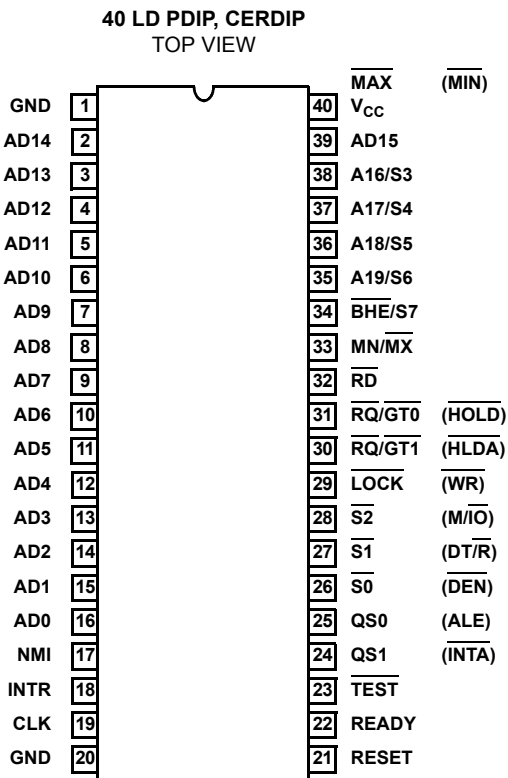 40 LD PDIP, CERDIP
TOP VIEW
MAX (MIN)
GND 1 40 VCC
AD14 2 39 AD15
AD13 3 38 A16/S3
AD12 4 37 A17/S4
AD11 5 36 A18/S5
AD10 6 35 A19/S6
AD9 7 34 BHE/S7
AD8 8 33 MN/MX
AD7 9 32 RD
AD6 10 31 RQ/GT0 (HOLD)
AD5 11 30 RQ/GT1 (HLDA)
AD4 12 29 LOCK (WR)
AD3 13 28 S2 (M/IO)
AD2 14 27 S1 (DT/R)
AD1 15 26 S0 (DEN)
AD0 16 25 QS0 (ALE)
NMI 17 24 QS1 (INTA)
INTR 18 23 TEST
CLK 19 22 READY
GND 20 21 RESET